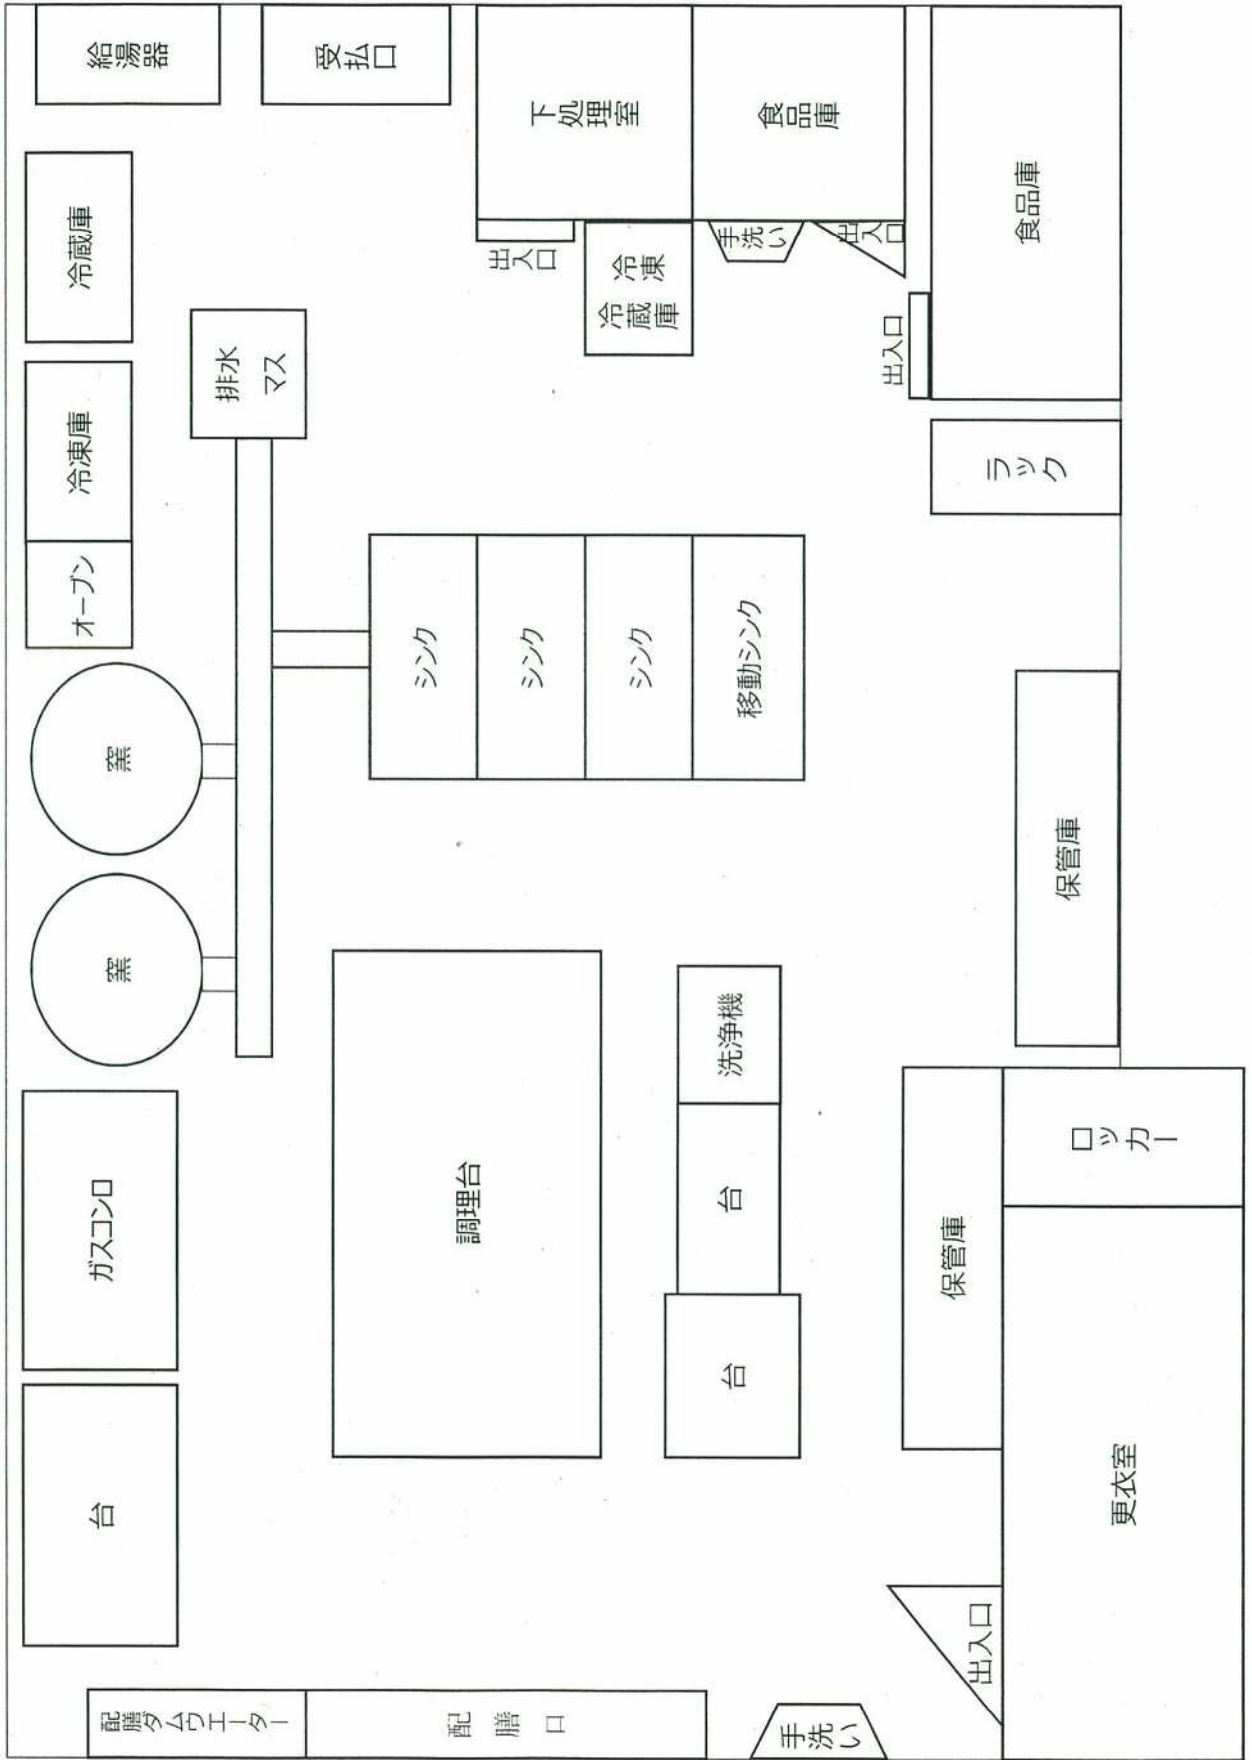 配膳ダムウエーター
台
ガスコンロ
窯
窯
オーブン
冷凍庫
冷蔵庫
給湯器
排水
マス
受払口
配膳口
調理台
シンク
シンク
シンク
移動シンク
出入口
下処理室
冷凍
冷蔵庫
台
台
洗浄機
手洗い
手洗い
食品庫
出入口
出入口
出入口
保管庫
保管庫
ラック
食品庫
更衣室
ロッカー